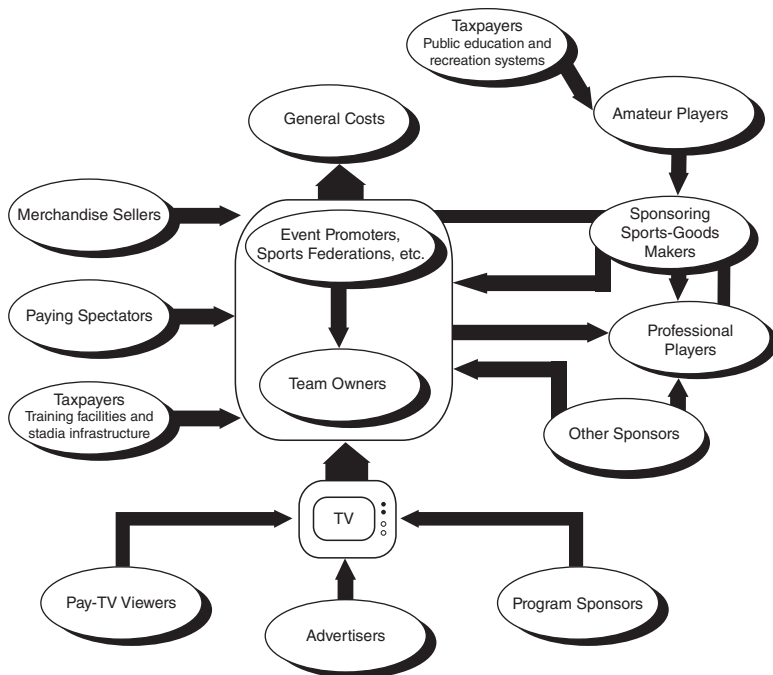 Taxpayers
Public education and
recreation systems
General Costs
Amateur Players
Merchandise Sellers
Event Promoters,
Sports Federations, etc.
Sponsoring
Sports-Goods
Makers
Paying Spectators
Professional
Players
Team Owners
Taxpayers
Training facilities and
stadia infrastructure
Other Sponsors
TV
Pay-TV Viewers
Program Sponsors
Advertisers